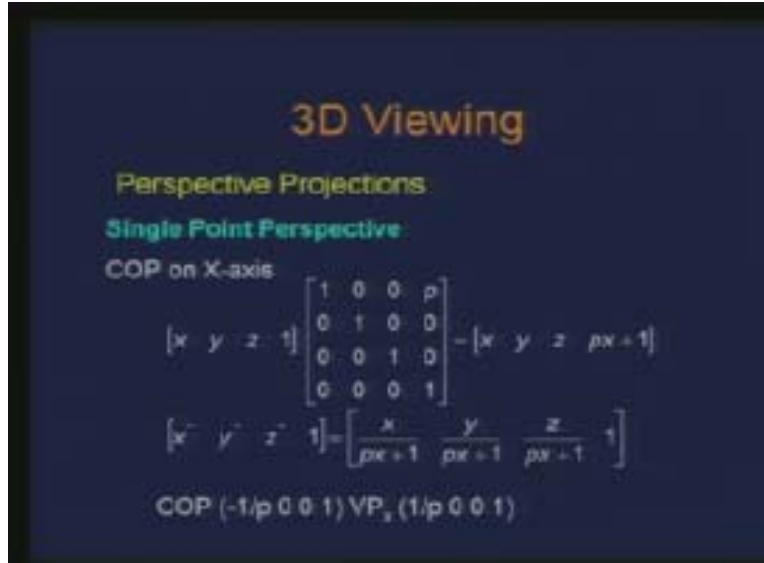 3D Viewing
Perspective Projections
Single Point Perspective
COP on X-axis
[x y z 1] [1 0 0 p; 0 1 0 0; 0 0 1 0; 0 0 0 1] = [x y z px + 1]
[x* y* z* 1] = [x/(px + 1) y/(px + 1) z/(px + 1) 1]
COP (-1/p 0 0 1) VPx (1/p 0 0 1)